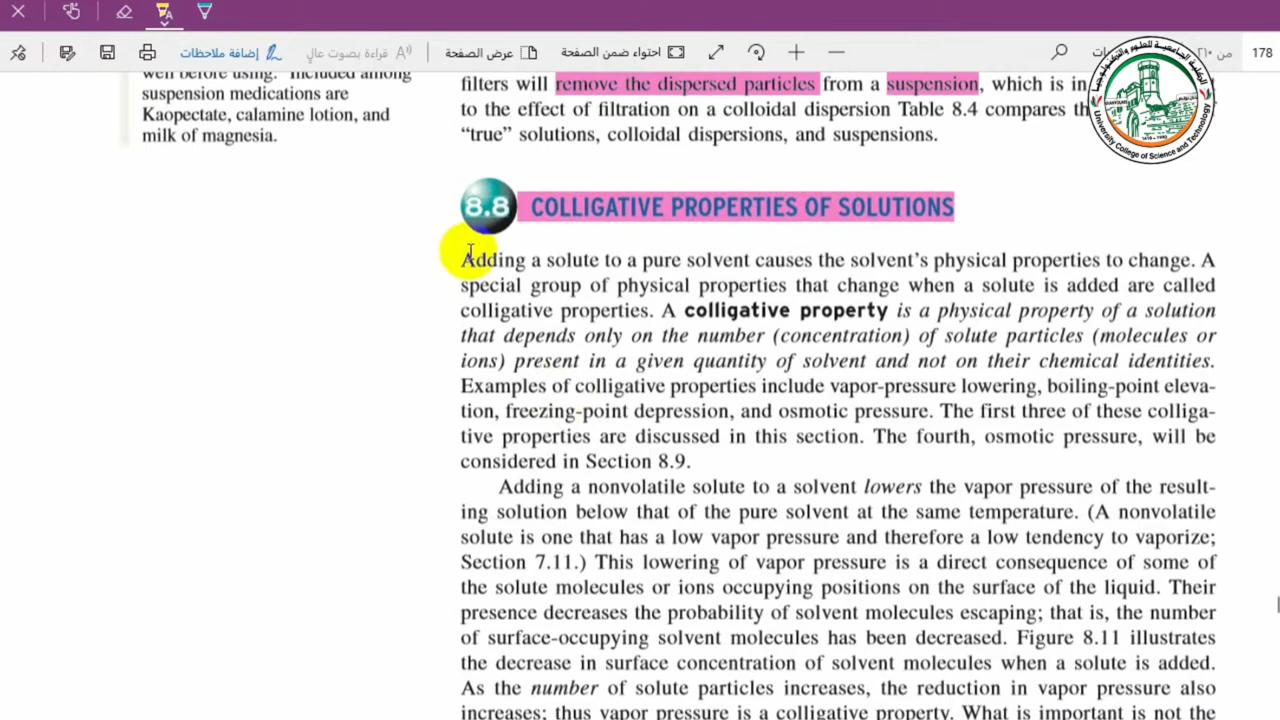 إضافة ملاحظات
قراءة بصوت عالٍ
عرض الصفحة
احتواء ضمن الصفحة
178
well before using. Included among
suspension medications are
Kaopectate, calamine lotion, and
milk of magnesia.
filters will remove the dispersed particles from a suspension, which is in
to the effect of filtration on a colloidal dispersion Table 8.4 compares
“true” solutions, colloidal dispersions, and suspensions.
University College of Science and Technology
8.8 COLLIGATIVE PROPERTIES OF SOLUTIONS
Adding a solute to a pure solvent causes the solvent’s physical properties to change. A
special group of physical properties that change when a solute is added are called
colligative properties. A colligative property is a physical property of a solution
that depends only on the number (concentration) of solute particles (molecules or
ions) present in a given quantity of solvent and not on their chemical identities.
Examples of colligative properties include vapor-pressure lowering, boiling-point eleva-
tion, freezing-point depression, and osmotic pressure. The first three of these colliga-
tive properties are discussed in this section. The fourth, osmotic pressure, will be
considered in Section 8.9.
Adding a nonvolatile solute to a solvent lowers the vapor pressure of the result-
ing solution below that of the pure solvent at the same temperature. (A nonvolatile
solute is one that has a low vapor pressure and therefore a low tendency to vaporize;
Section 7.11.) This lowering of vapor pressure is a direct consequence of some of
the solute molecules or ions occupying positions on the surface of the liquid. Their
presence decreases the probability of solvent molecules escaping; that is, the number
of surface-occupying solvent molecules has been decreased. Figure 8.11 illustrates
the decrease in surface concentration of solvent molecules when a solute is added.
As the number of solute particles increases, the reduction in vapor pressure also
increases; thus vapor pressure is a colligative property. What is important is not the